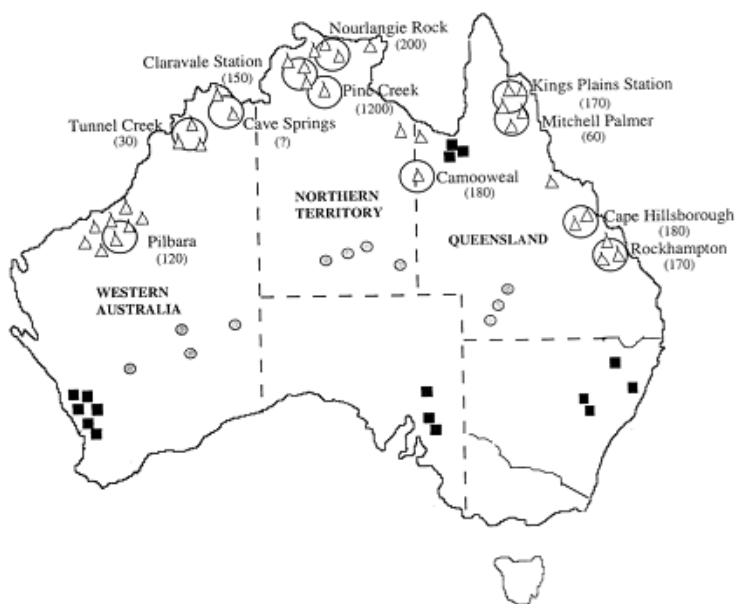 Nourlangie Rock
(200)
Claravale Station
(150)
Pine Creek
(1200)
Kings Plains Station
(170)
Tunnel Creek
(30)
Cave Springs
(?)
Mitchell Palmer
(60)
Camooweal
(180)
NORTHERN
TERRITORY
Cape Hillsborough
(180)
Pilbara
(120)
QUEENSLAND
Rockhampton
(170)
WESTERN
AUSTRALIA